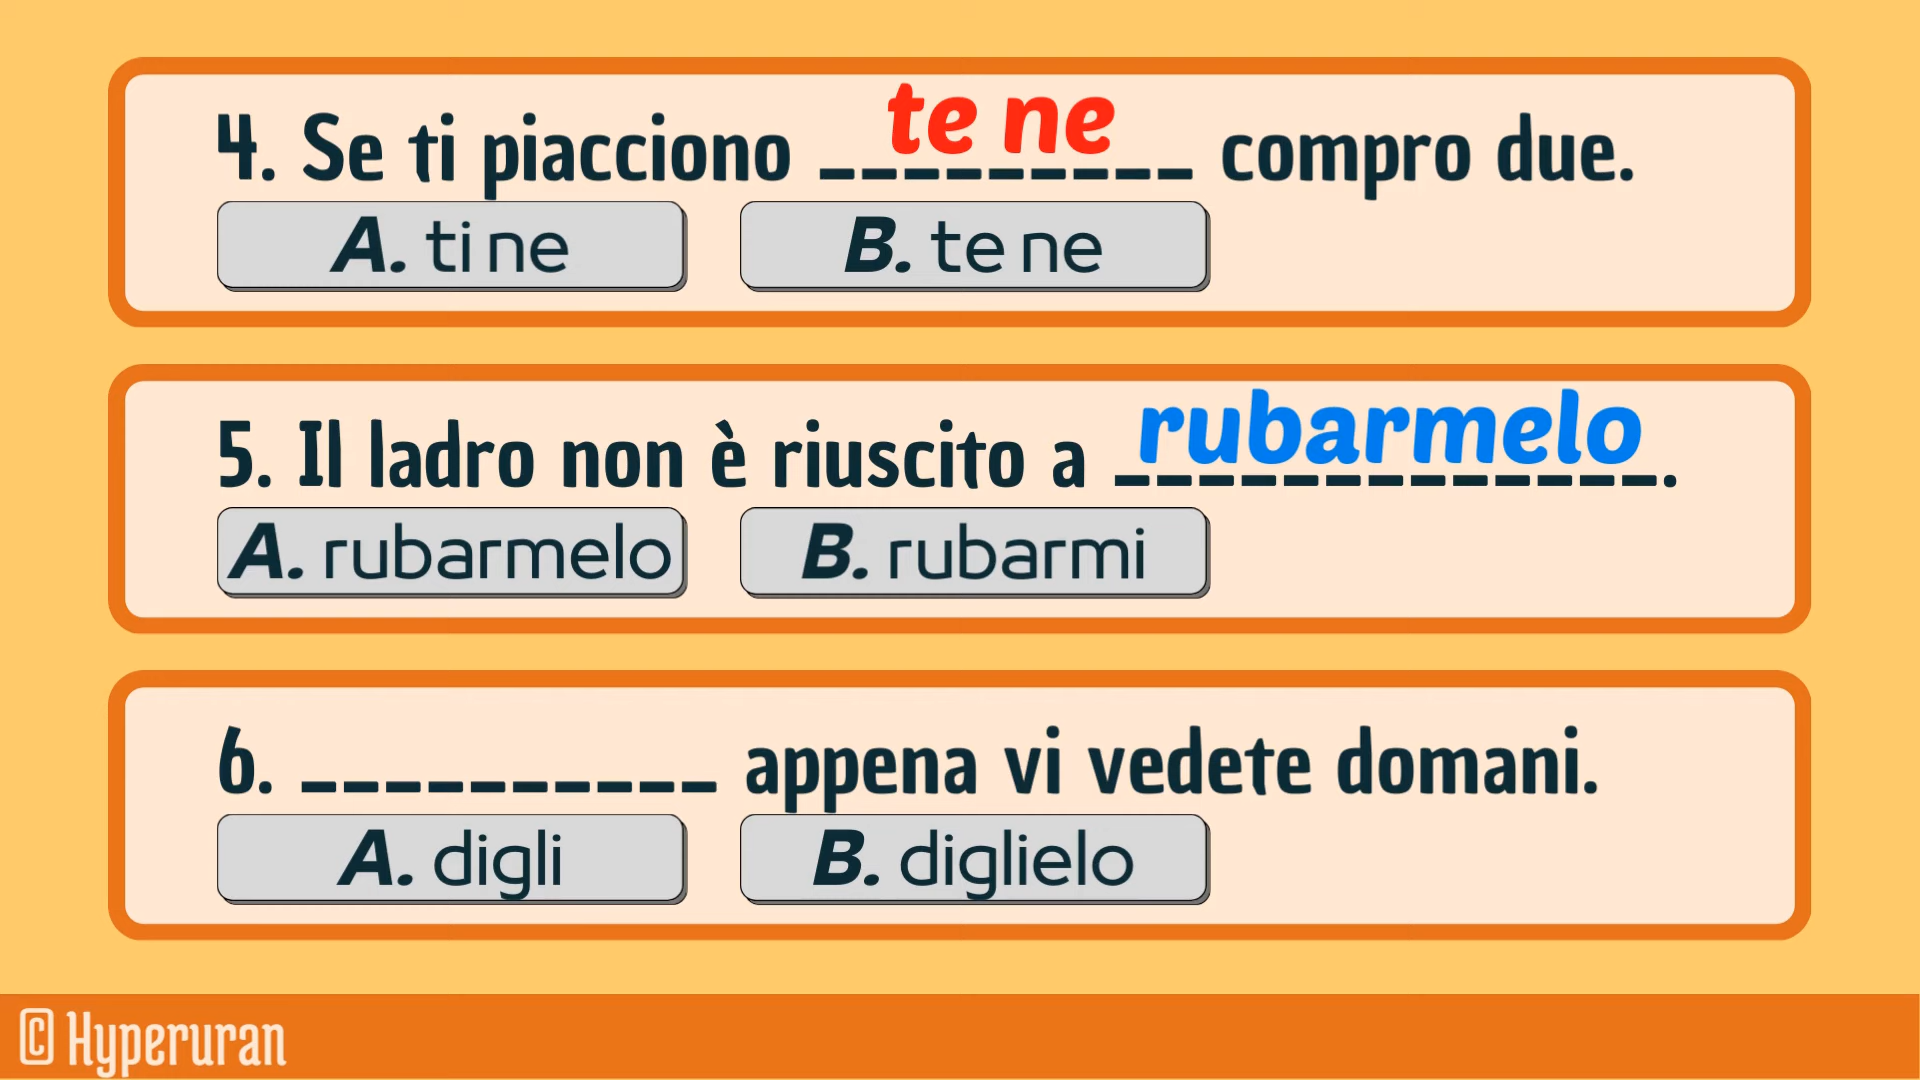 4. Se ti piacciono te ne compro due.
A. ti ne
B. te ne
5. Il ladro non è riuscito a rubarmelo.
A. rubarmelo
B. rubarmi
6. __________ appena vi vedete domani.
A. digli
B. diglielo
© Hyperuran